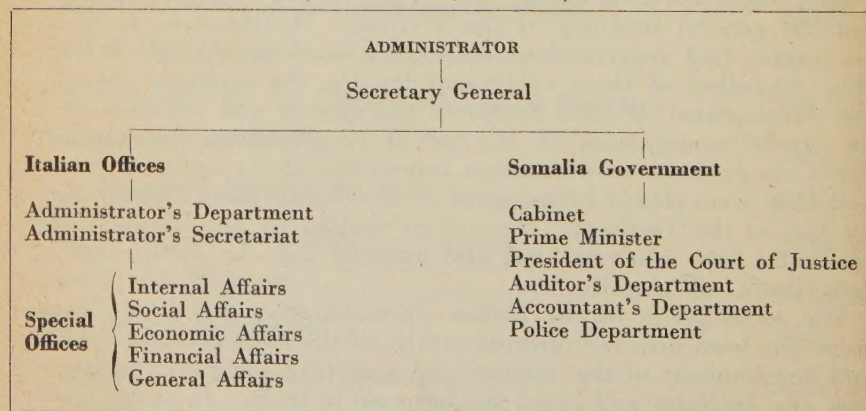 ADMINISTRATOR
Secretary General
Italian Offices
Administrator's Department
Administrator's Secretariat
Special Offices
Internal Affairs
Social Affairs
Economic Affairs
Financial Affairs
General Affairs
Somalia Government
Cabinet
Prime Minister
President of the Court of Justice
Auditor's Department
Accountant's Department
Police Department